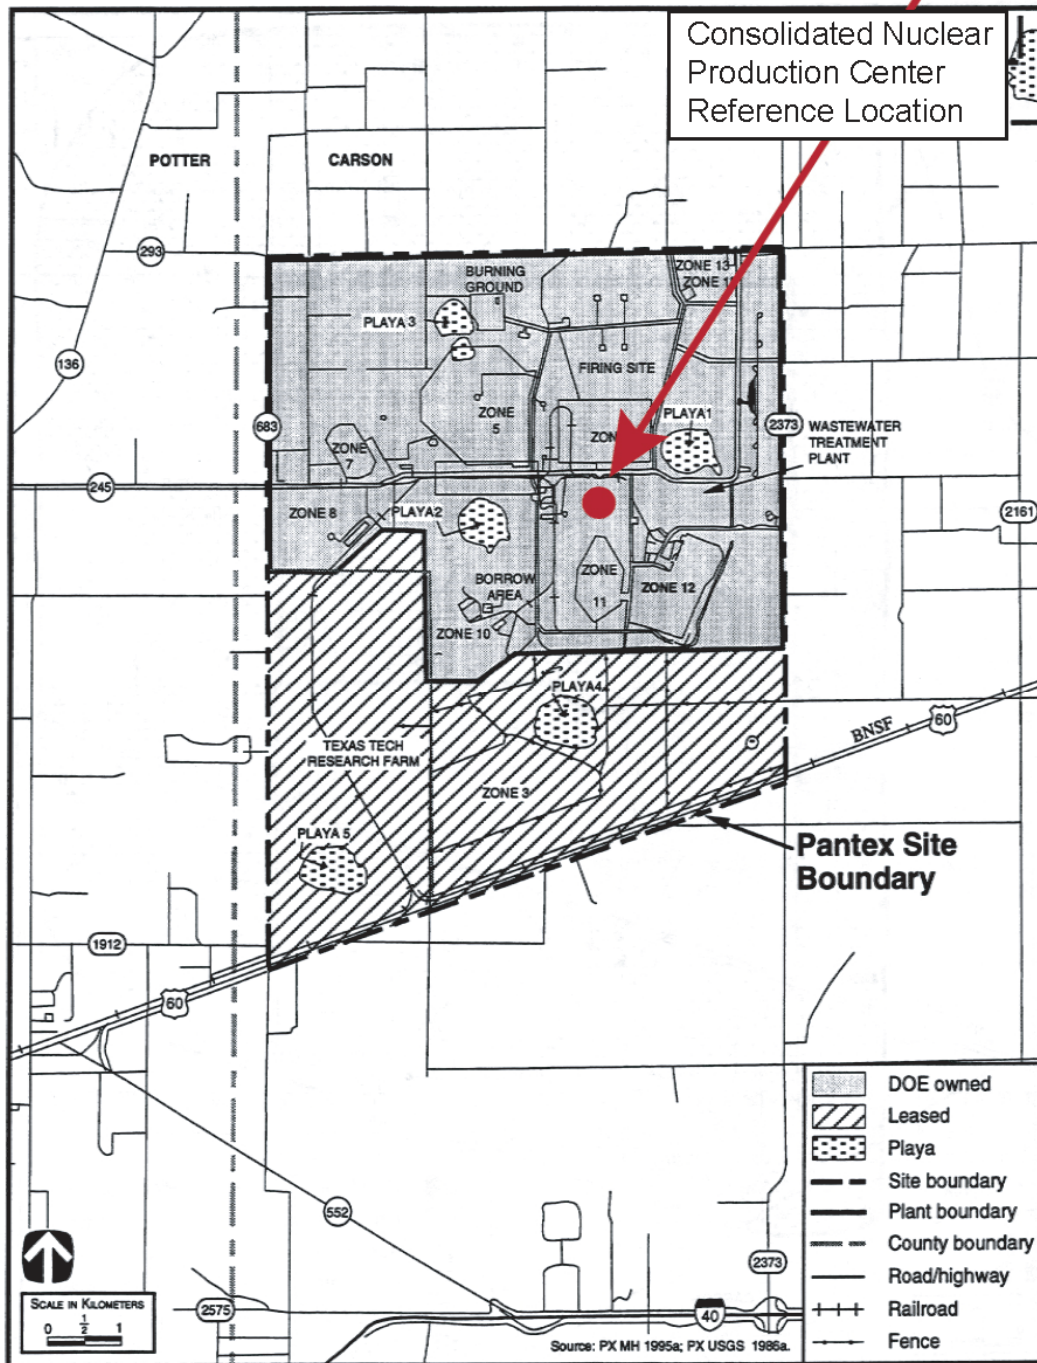 Consolidated Nuclear
Production Center
Reference Location
POTTER
CARSON
293
BURNING
GROUND
ZONE 13
ZONE
PLAYA 3
136
FIRING SITE
683
ZONE
5
PLAYA1
2373
WASTEWATER
TREATMENT
PLANT
ZONE
7
245
ZONE 8
PLAYA2
2161
BORROW
AREA
ZONE
11
ZONE 12
ZONE 10
PLAYA4
BNSF
60
TEXAS TECH
RESEARCH FARM
ZONE 3
PLAYA 5
Pantex Site
Boundary
1912
60
552
2373
2575
40
SCALE IN KILOMETERS
0 1/2 1
DOE owned
Leased
Playa
Site boundary
Plant boundary
County boundary
Road/highway
Railroad
Fence
Source: PX MH 1995a; PX USGS 1986a.